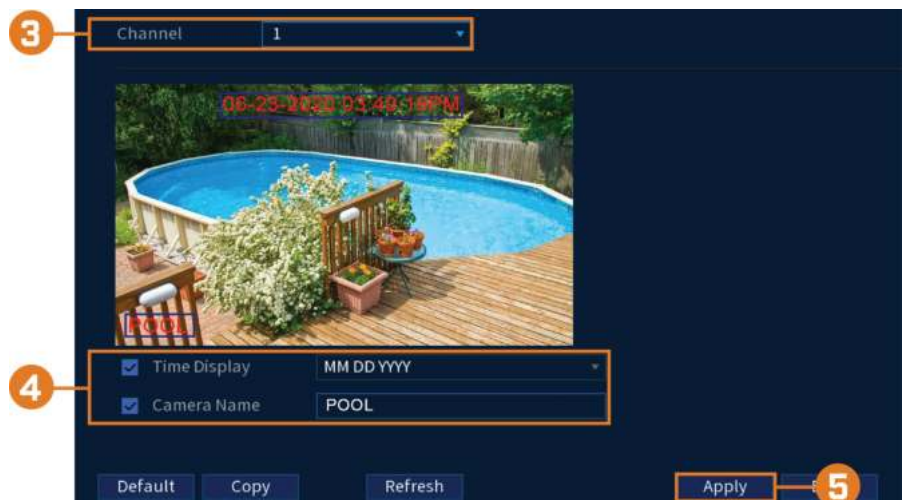 3
Channel 1
06-23-2020 03:49:19PM
POOL
4
Time Display MM DD YYYY
Camera Name POOL
Default Copy Refresh Apply
5